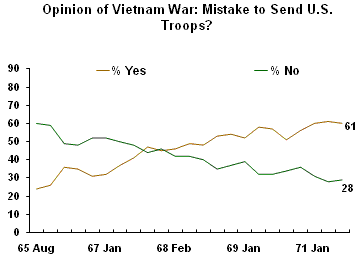 Opinion of Vietnam War: Mistake to Send U.S.
Troops?
% Yes
% No
90
80
70
60
50
40
30
20
10
0
61
28
65 Aug
67 Jan
68 Feb
69 Jan
71 Jan